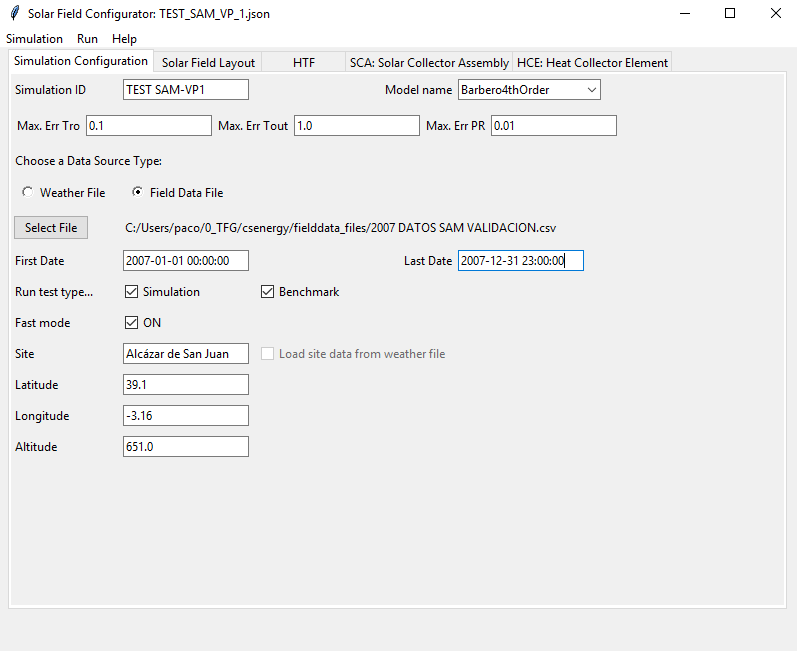 Solar Field Configurator: TEST_SAM_VP_1.json
Simulation Run Help
Simulation Configuration Solar Field Layout HTF SCA: Solar Collector Assembly HCE: Heat Collector Element
Simulation ID TEST SAM-VP1 Model name Barbero4thOrder
Max. Err Tro 0.1 Max. Err Tout 1.0 Max. Err PR 0.01
Choose a Data Source Type:
Weather File Field Data File
Select File C:/Users/paco/0_TFG/csenergy/fielddata_files/2007 DATOS SAM VALIDACION.csv
First Date 2007-01-01 00:00:00 Last Date 2007-12-31 23:00:00
Run test type... Simulation Benchmark
Fast mode ON
Site Alcázar de San Juan Load site data from weather file
Latitude 39.1
Longitude -3.16
Altitude 651.0